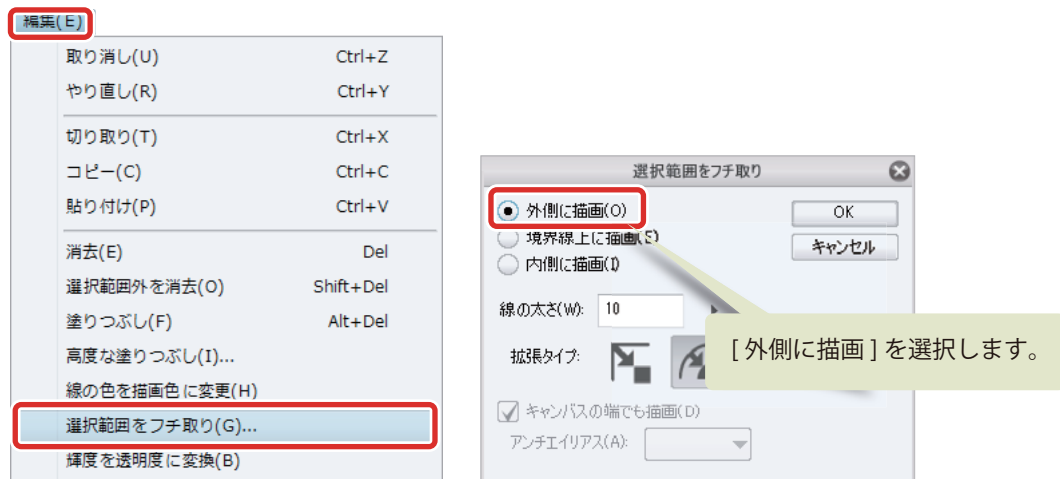 編集(E)
取り消し(U) Ctrl+Z
やり直し(R) Ctrl+Y
切り取り(T) Ctrl+X
コピー(C) Ctrl+C
貼り付け(P) Ctrl+V
消去(E) Del
選択範囲外を消去(O) Shift+Del
塗りつぶし(F) Alt+Del
高度な塗りつぶし(I)...
線の色を描画色に変更(H)
選択範囲をフチ取り(G)...
輝度を透明度に変換(B)
選択範囲をフチ取り
外側に描画(O)
境界線上に描画(S)
内側に描画(I)
OK
キャンセル
線の太さ(W): 10
拡張タイプ:
キャンバスの端でも描画(D)
アンチエイリアス(A):
[ 外側に描画 ] を選択します。